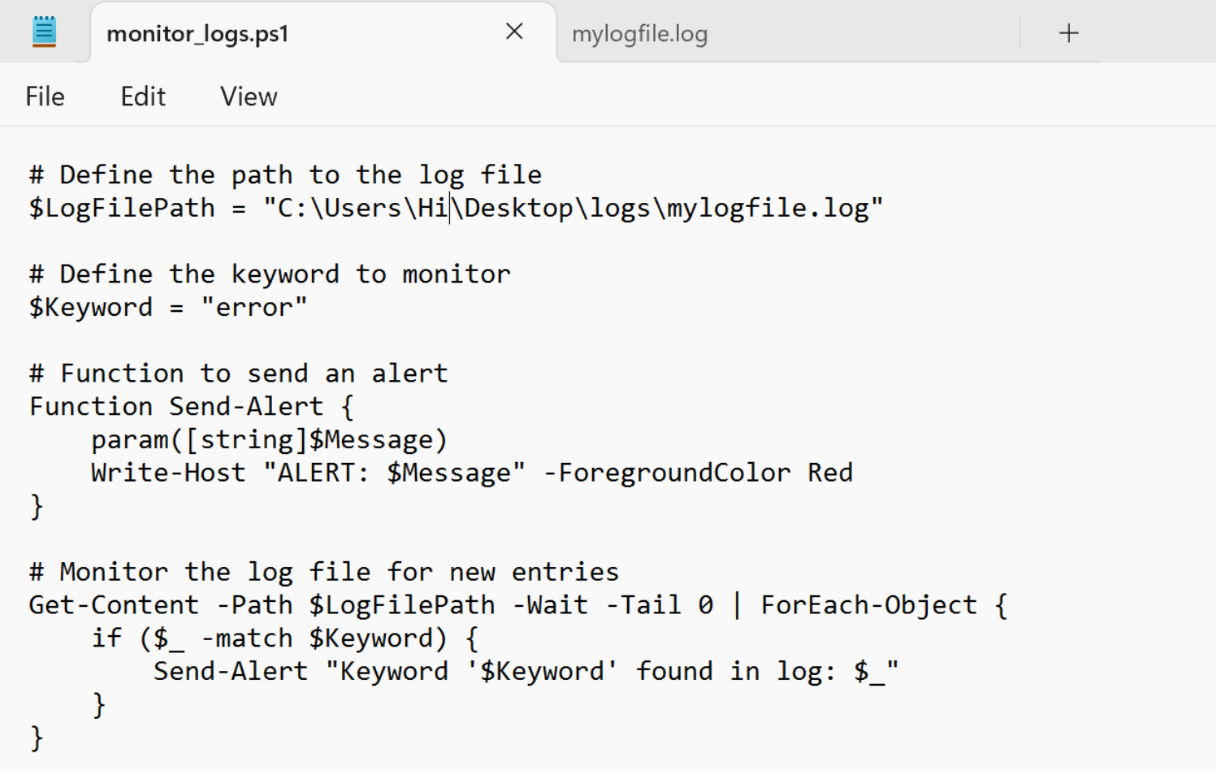 monitor_logs.ps1
mylogfile.log
File Edit View
# Define the path to the log file
$LogFilePath = "C:\Users\Hi\Desktop\logs\mylogfile.log"
# Define the keyword to monitor
$Keyword = "error"
# Function to send an alert
Function Send-Alert {
    param([string]$Message)
    Write-Host "ALERT: $Message" -ForegroundColor Red
}
# Monitor the log file for new entries
Get-Content -Path $LogFilePath -Wait -Tail 0 | ForEach-Object {
    if ($_ -match $Keyword) {
        Send-Alert "Keyword '$Keyword' found in log: $_"
    }
}